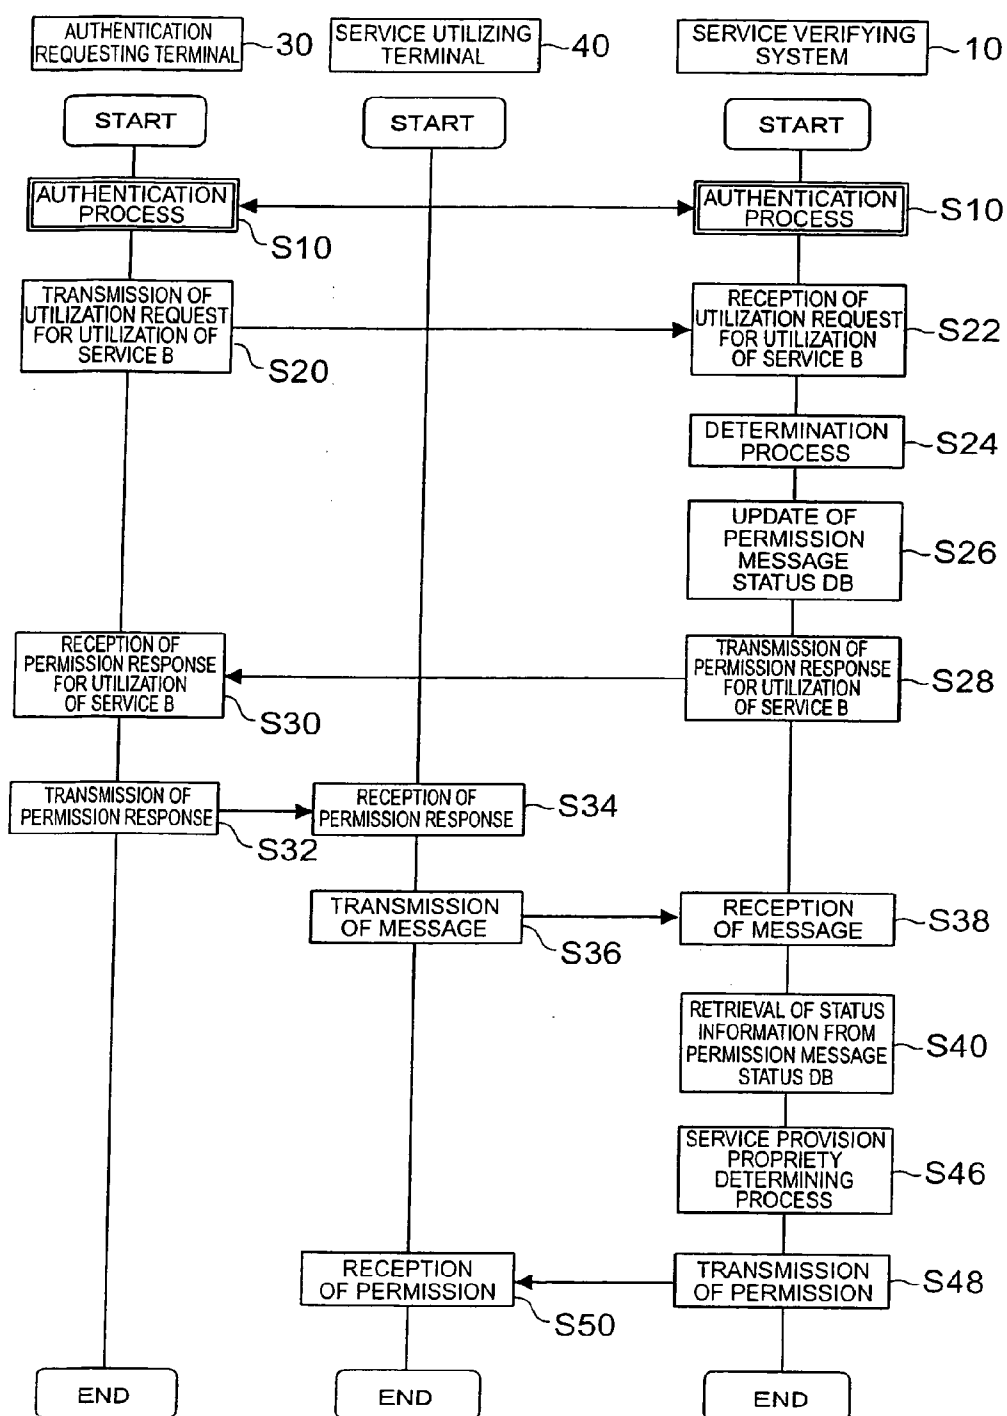 AUTHENTICATION
REQUESTING TERMINAL
30
SERVICE UTILIZING
TERMINAL
40
SERVICE VERIFYING
SYSTEM
10
START
START
START
AUTHENTICATION
PROCESS
S10
AUTHENTICATION
PROCESS
S10
TRANSMISSION OF
UTILIZATION REQUEST
FOR UTILIZATION OF
SERVICE B
S20
RECEPTION OF
UTILIZATION REQUEST
FOR UTILIZATION
OF SERVICE B
S22
DETERMINATION
PROCESS
S24
UPDATE OF
PERMISSION
MESSAGE
STATUS DB
S26
RECEPTION OF
PERMISSION RESPONSE
FOR UTILIZATION
OF SERVICE B
S30
TRANSMISSION OF
PERMISSION RESPONSE
FOR UTILIZATION
OF SERVICE B
S28
TRANSMISSION OF
PERMISSION RESPONSE
S32
RECEPTION OF
PERMISSION RESPONSE
S34
TRANSMISSION
OF MESSAGE
S36
RECEPTION
OF MESSAGE
S38
RETRIEVAL OF STATUS
INFORMATION FROM
PERMISSION MESSAGE
STATUS DB
S40
SERVICE PROVISION
PROPRIETY
DETERMINING
PROCESS
S46
RECEPTION
OF PERMISSION
S50
TRANSMISSION
OF PERMISSION
S48
END
END
END